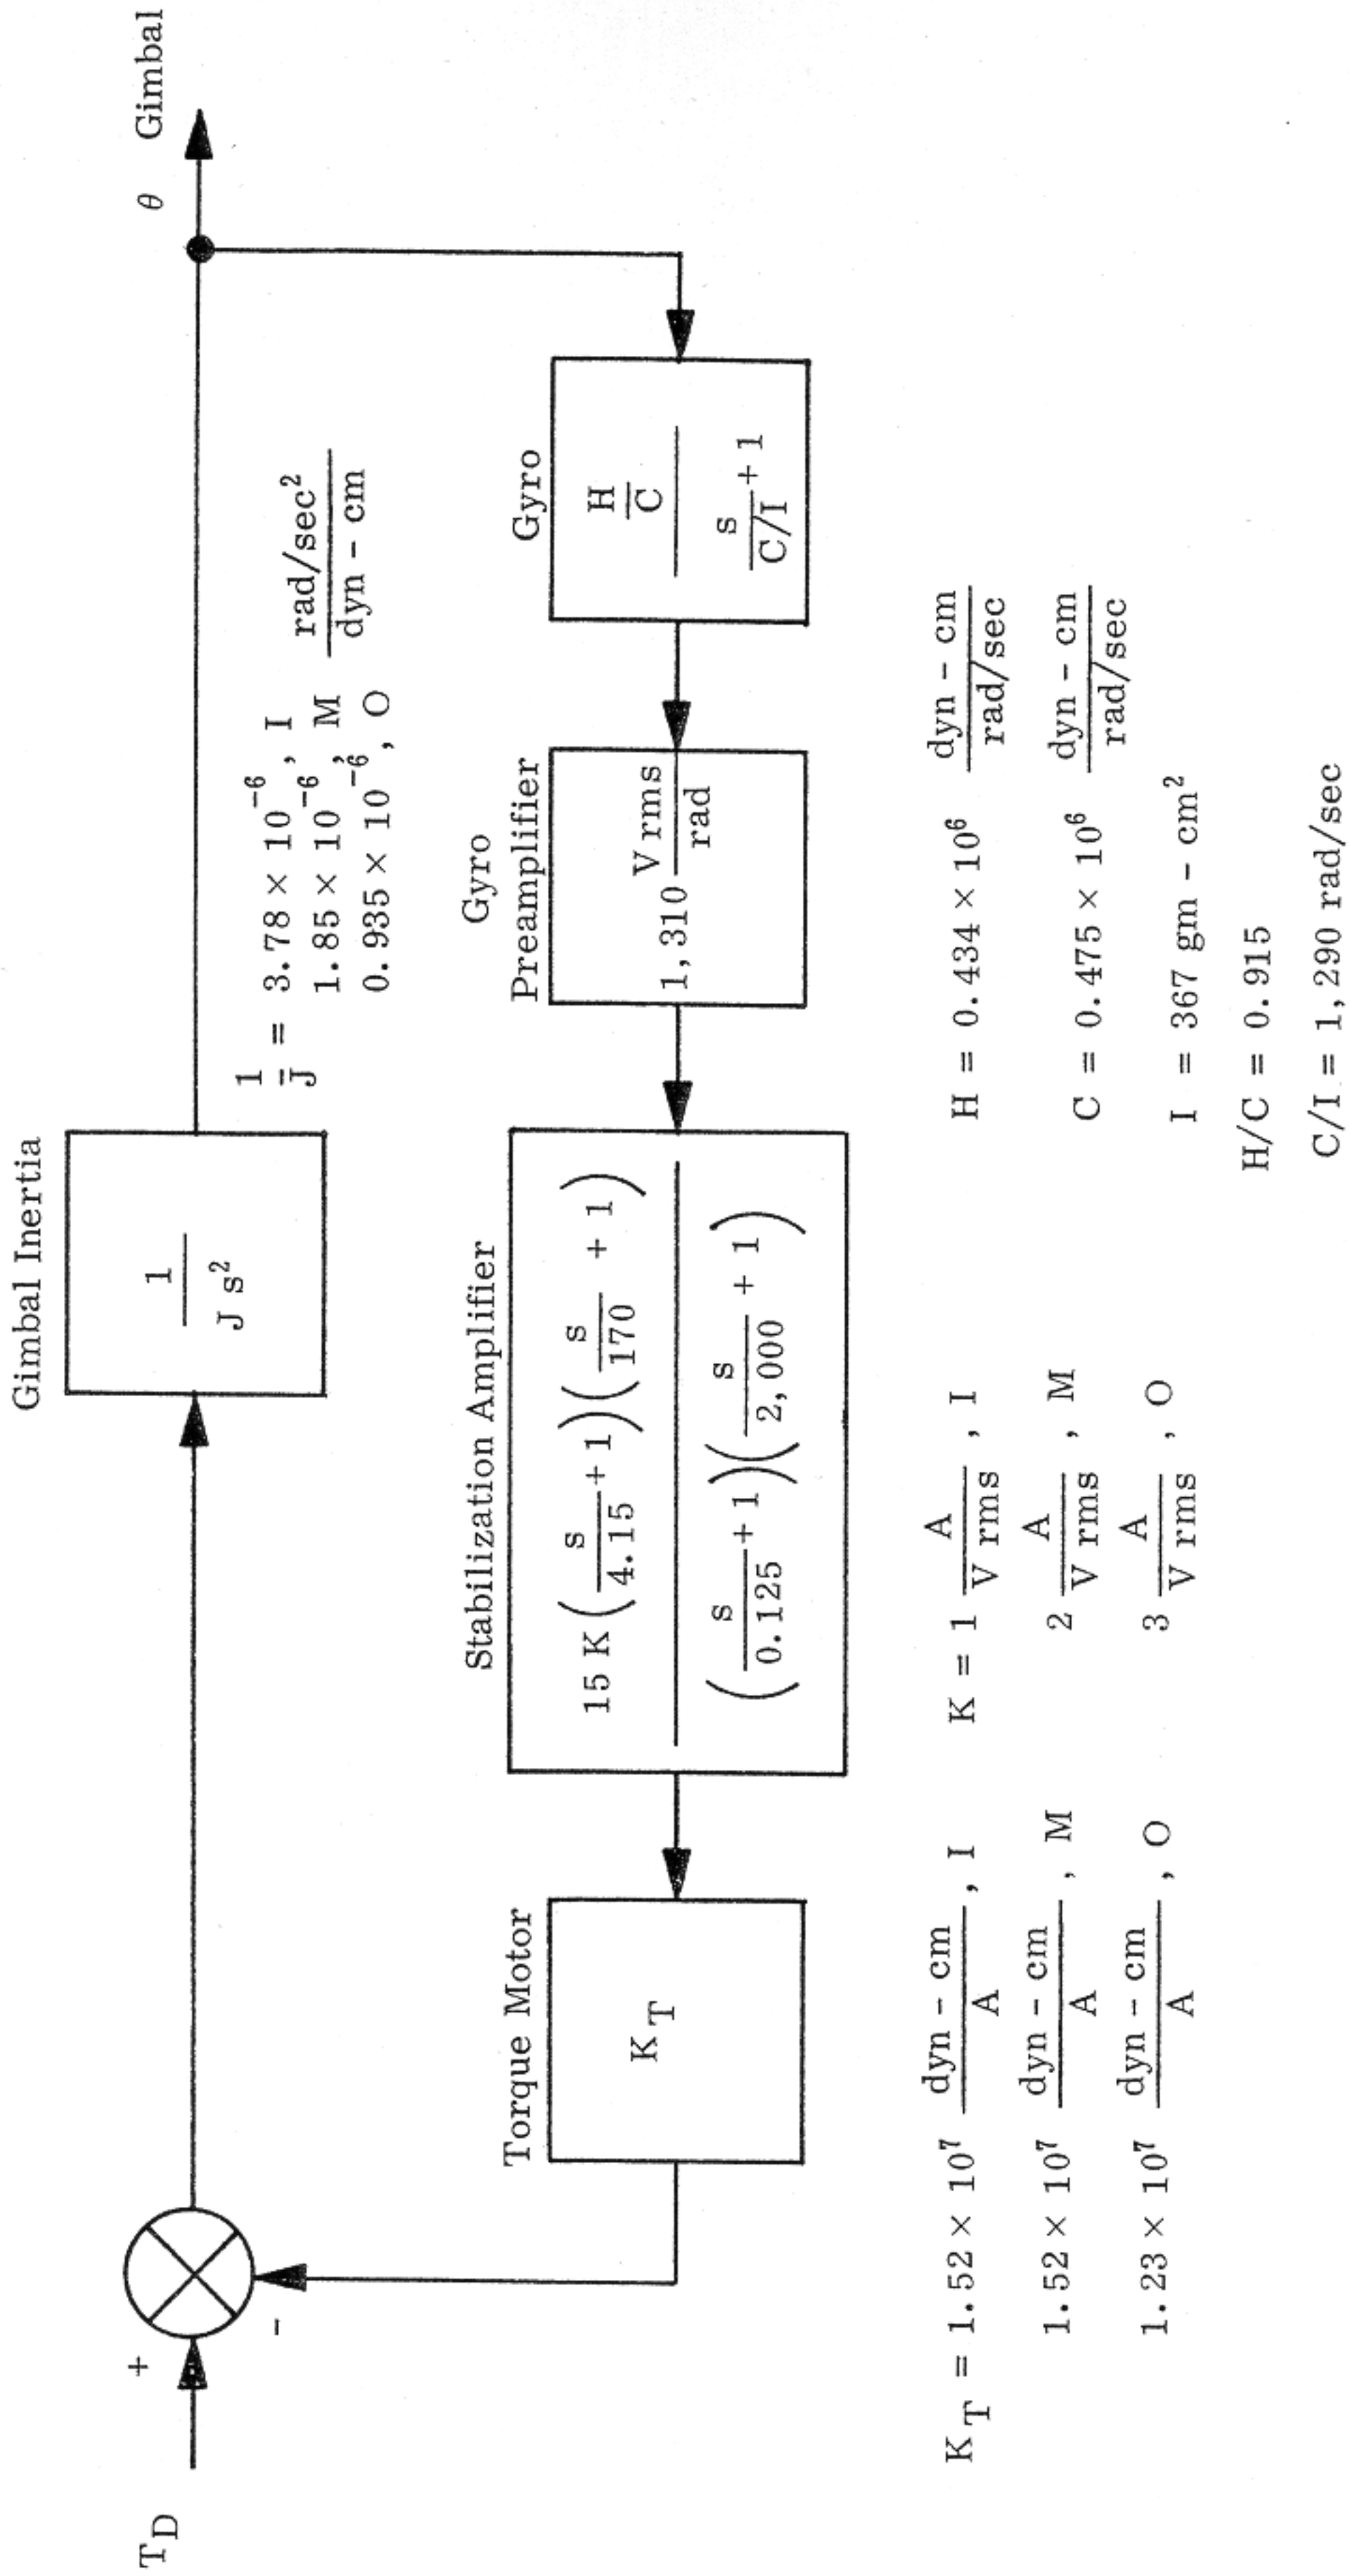 Gimbal Inertia
1
J s²
T_D
+
-
θ Gimbal
1/J = 3.78 × 10⁻⁶, I
1.85 × 10⁻⁶, M
0.935 × 10⁻⁶, O
rad/sec²
dyn - cm
Torque Motor
K_T
Stabilization Amplifier
15 K (s/4.15 + 1)(s/170 + 1)
(s/0.125 + 1)(s/2,000 + 1)
Gyro
Preamplifier
1,310 V rms/rad
Gyro
H/C
s/C/I + 1
K_T = 1.52 × 10⁷ dyn - cm/A, I
1.52 × 10⁷ dyn - cm/A, M
1.23 × 10⁷ dyn - cm/A, O
K = 1 A/V rms, I
2 A/V rms, M
3 A/V rms, O
H = 0.434 × 10⁶ dyn - cm/rad/sec
C = 0.475 × 10⁶ dyn - cm/rad/sec
I = 367 gm - cm²
H/C = 0.915
C/I = 1,290 rad/sec